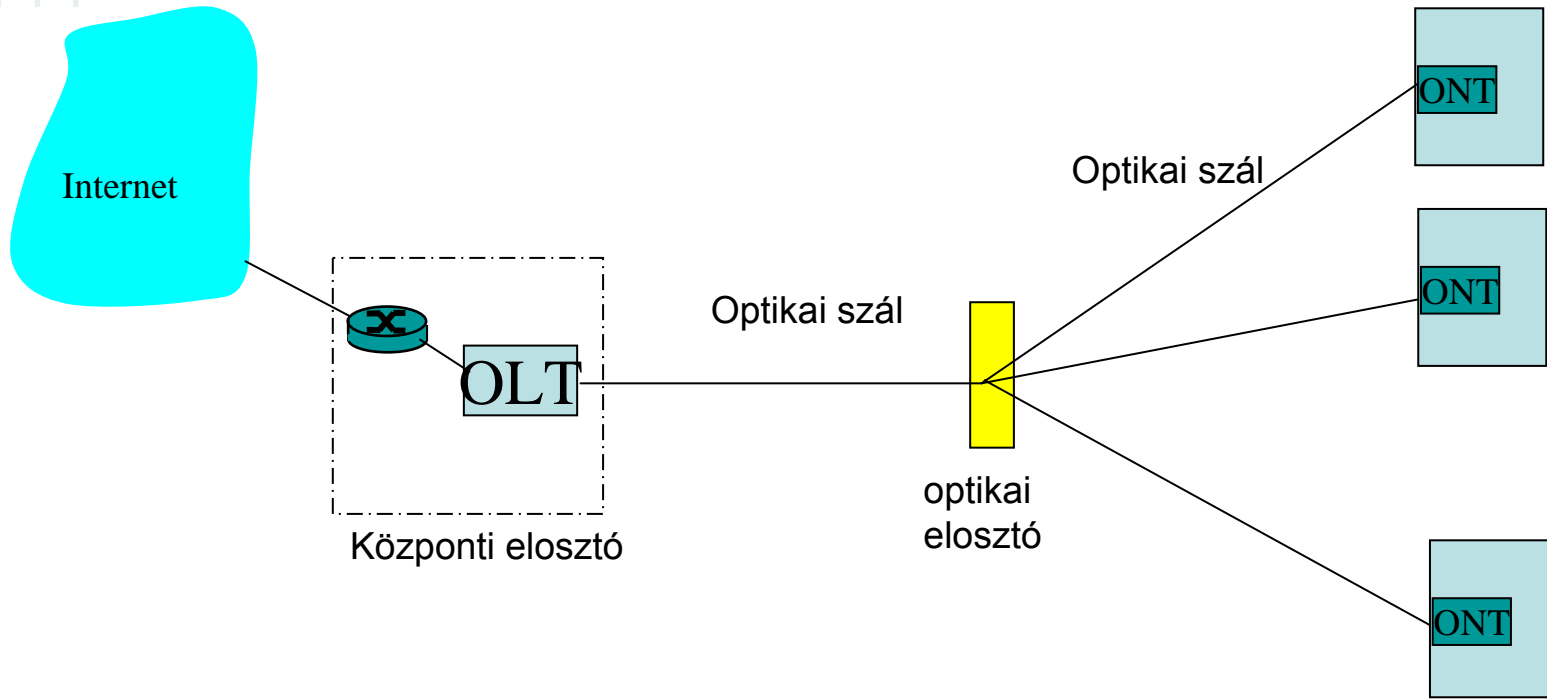 Internet
OLT
Központi elosztó
Optikai szál
optikai
elosztó
Optikai szál
ONT
ONT
ONT